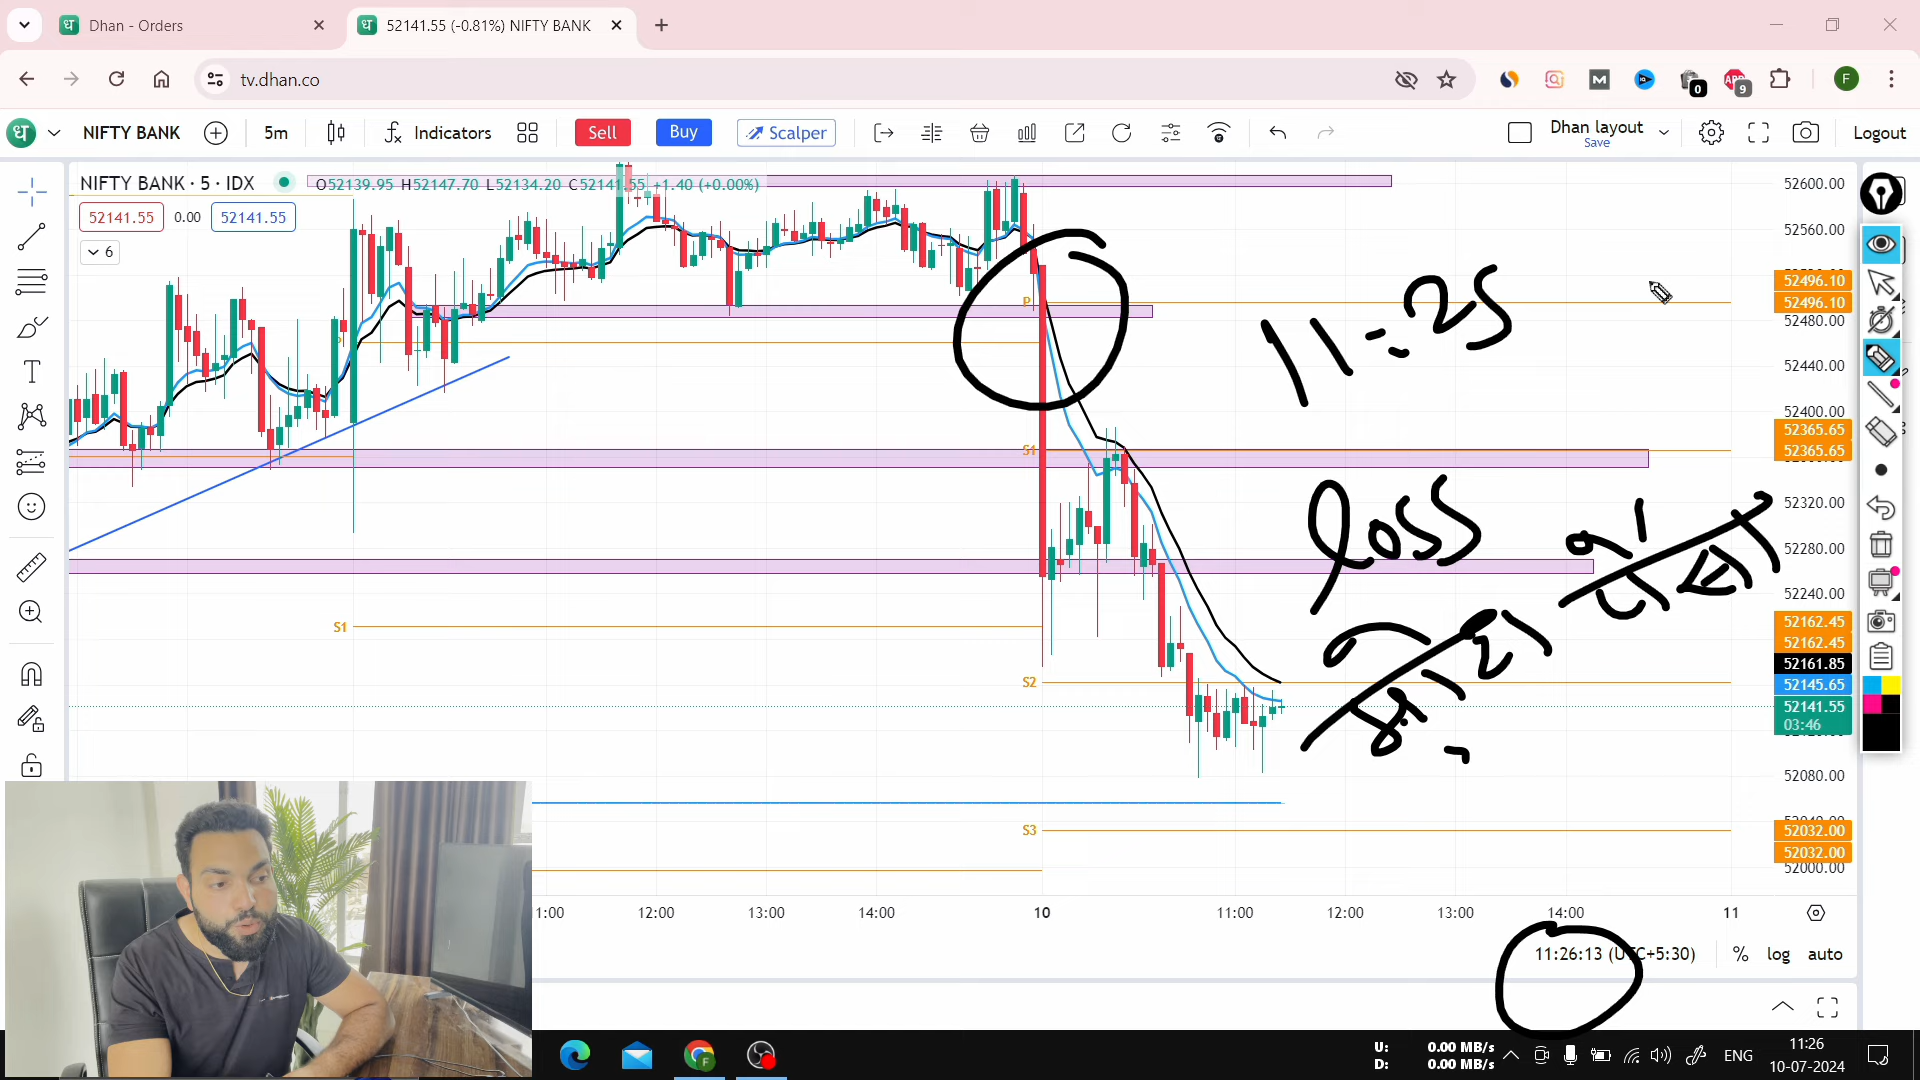 Dhan - Orders
52141.55 (-0.81%) NIFTY BANK
tv.dhan.co
0
9
F
ध
NIFTY BANK
5m
Indicators
Sell
Buy
Scalper
Dhan layout
Save
Logout
NIFTY BANK · 5 · IDX
O52139.95 H52147.70 L52134.20 C52141.55 +1.40 (+0.00%)
52141.55
0.00
52141.55
6
52600.00
52560.00
52496.10
52496.10
52480.00
52440.00
52400.00
52365.65
52365.65
52320.00
52280.00
52240.00
52162.45
52162.45
52161.85
52145.65
52141.55
03:46
52080.00
52032.00
52032.00
52000.00
P
S1
S1
S2
S3
11:25
loss
12:00
13:00
14:00
10
11:00
12:00
13:00
14:00
11
11:26:13 (UTC+5:30)
%
log
auto
U: 0.00 MB/s
D: 0.00 MB/s
ENG
11:26
10-07-2024